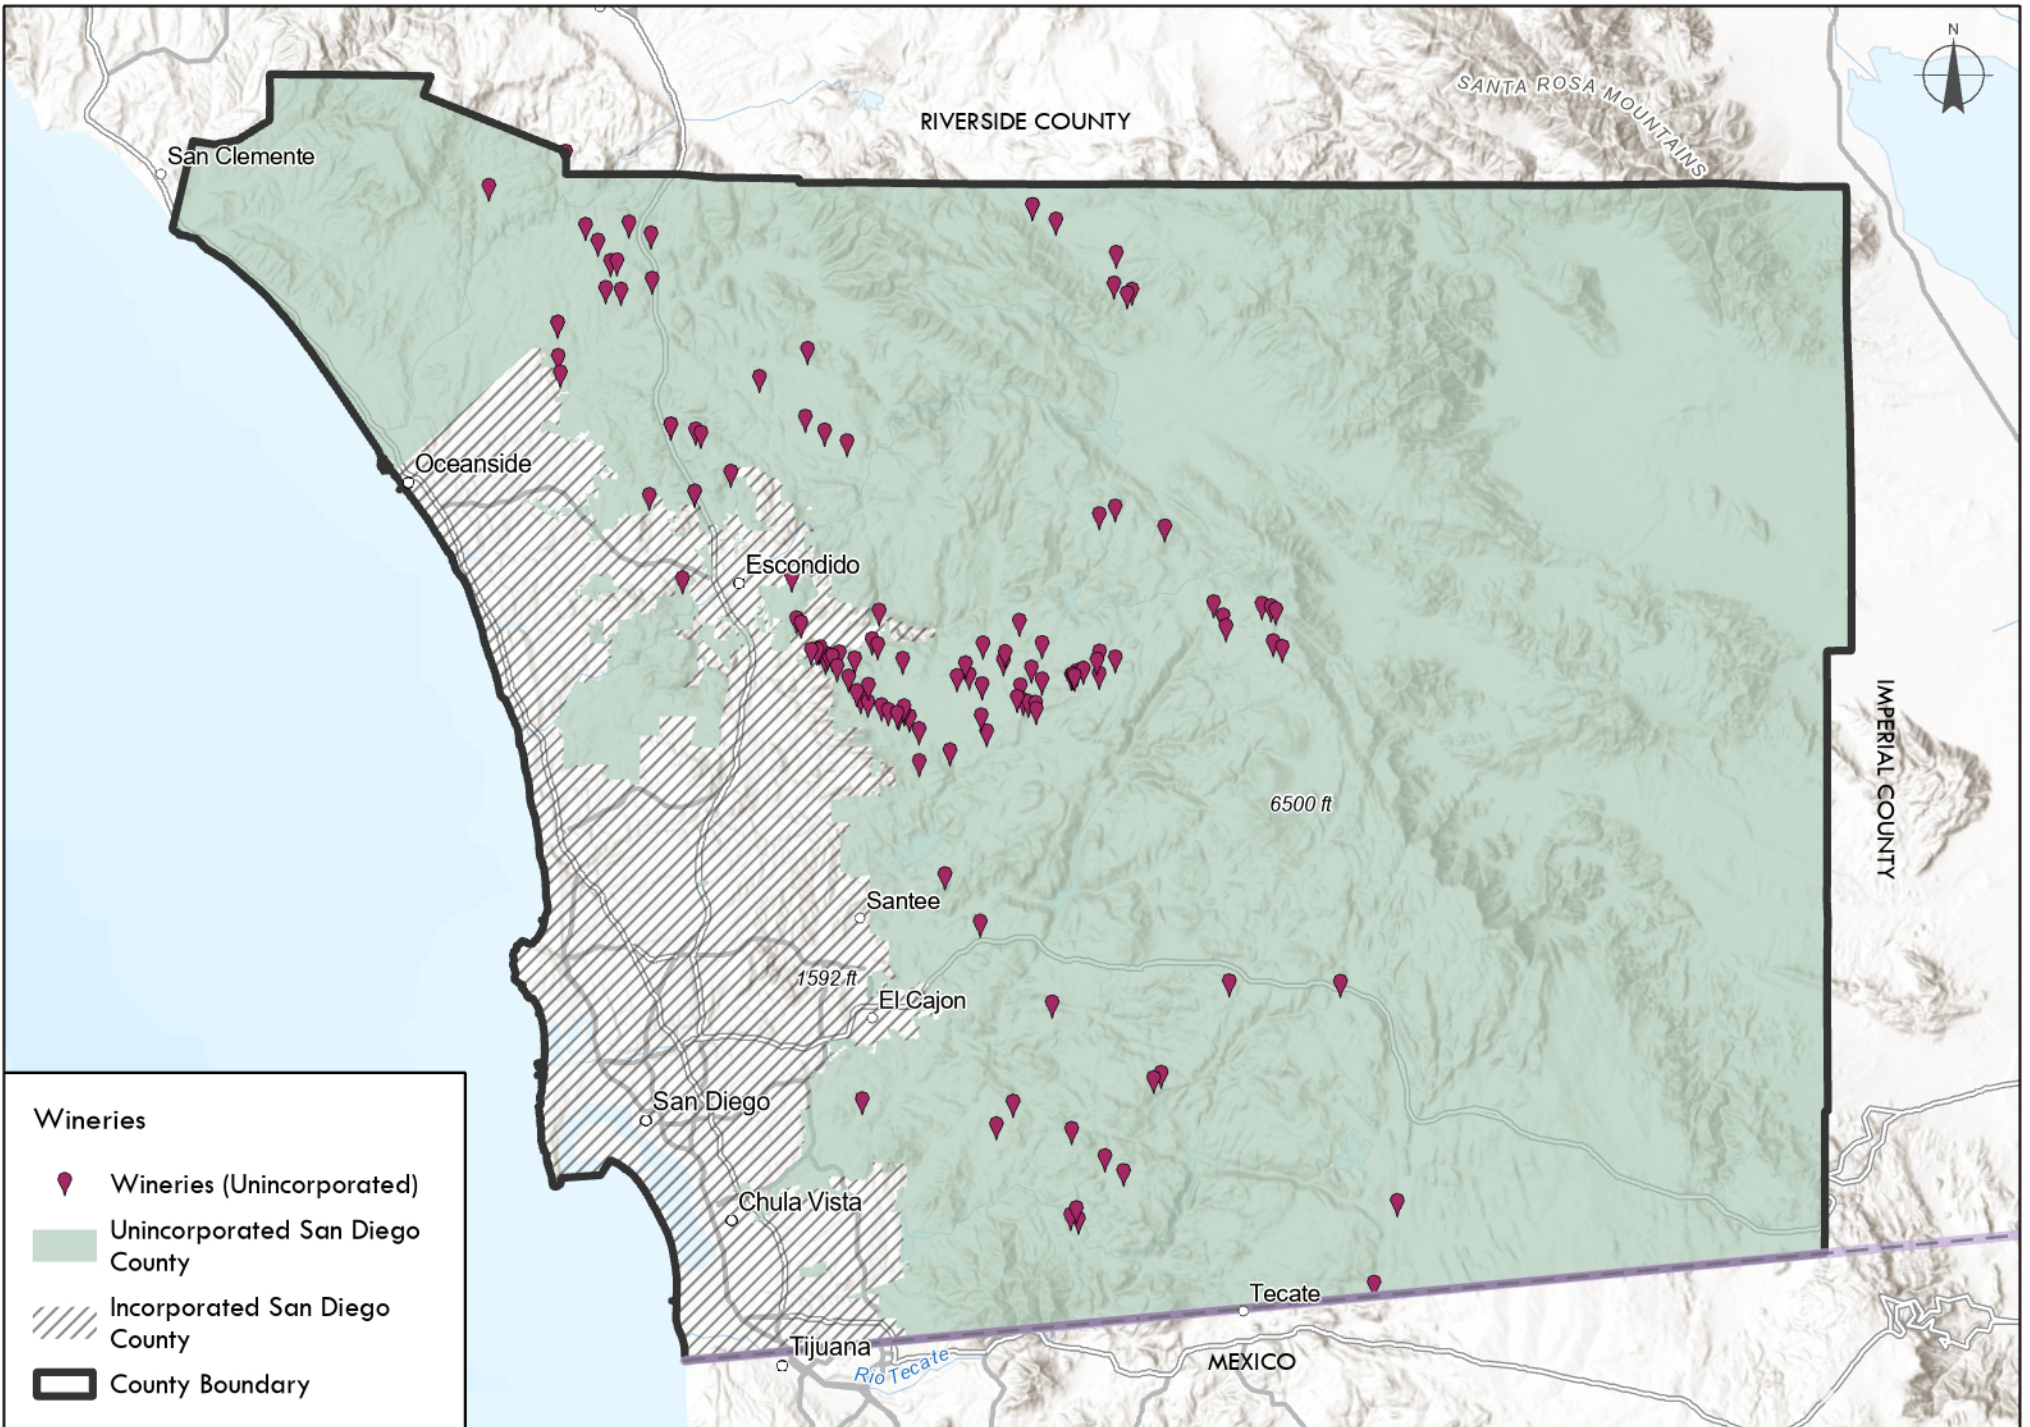 N
SANTA ROSA MOUNTAINS
RIVERSIDE COUNTY
San Clemente
Oceanside
Escondido
IMPERIAL COUNTY
6500 ft
Santee
1592 ft
El Cajon
San Diego
Chula Vista
Tecate
Tijuana
MEXICO
Rio Tecate
Wineries
Wineries (Unincorporated)
Unincorporated San Diego
County
Incorporated San Diego
County
County Boundary